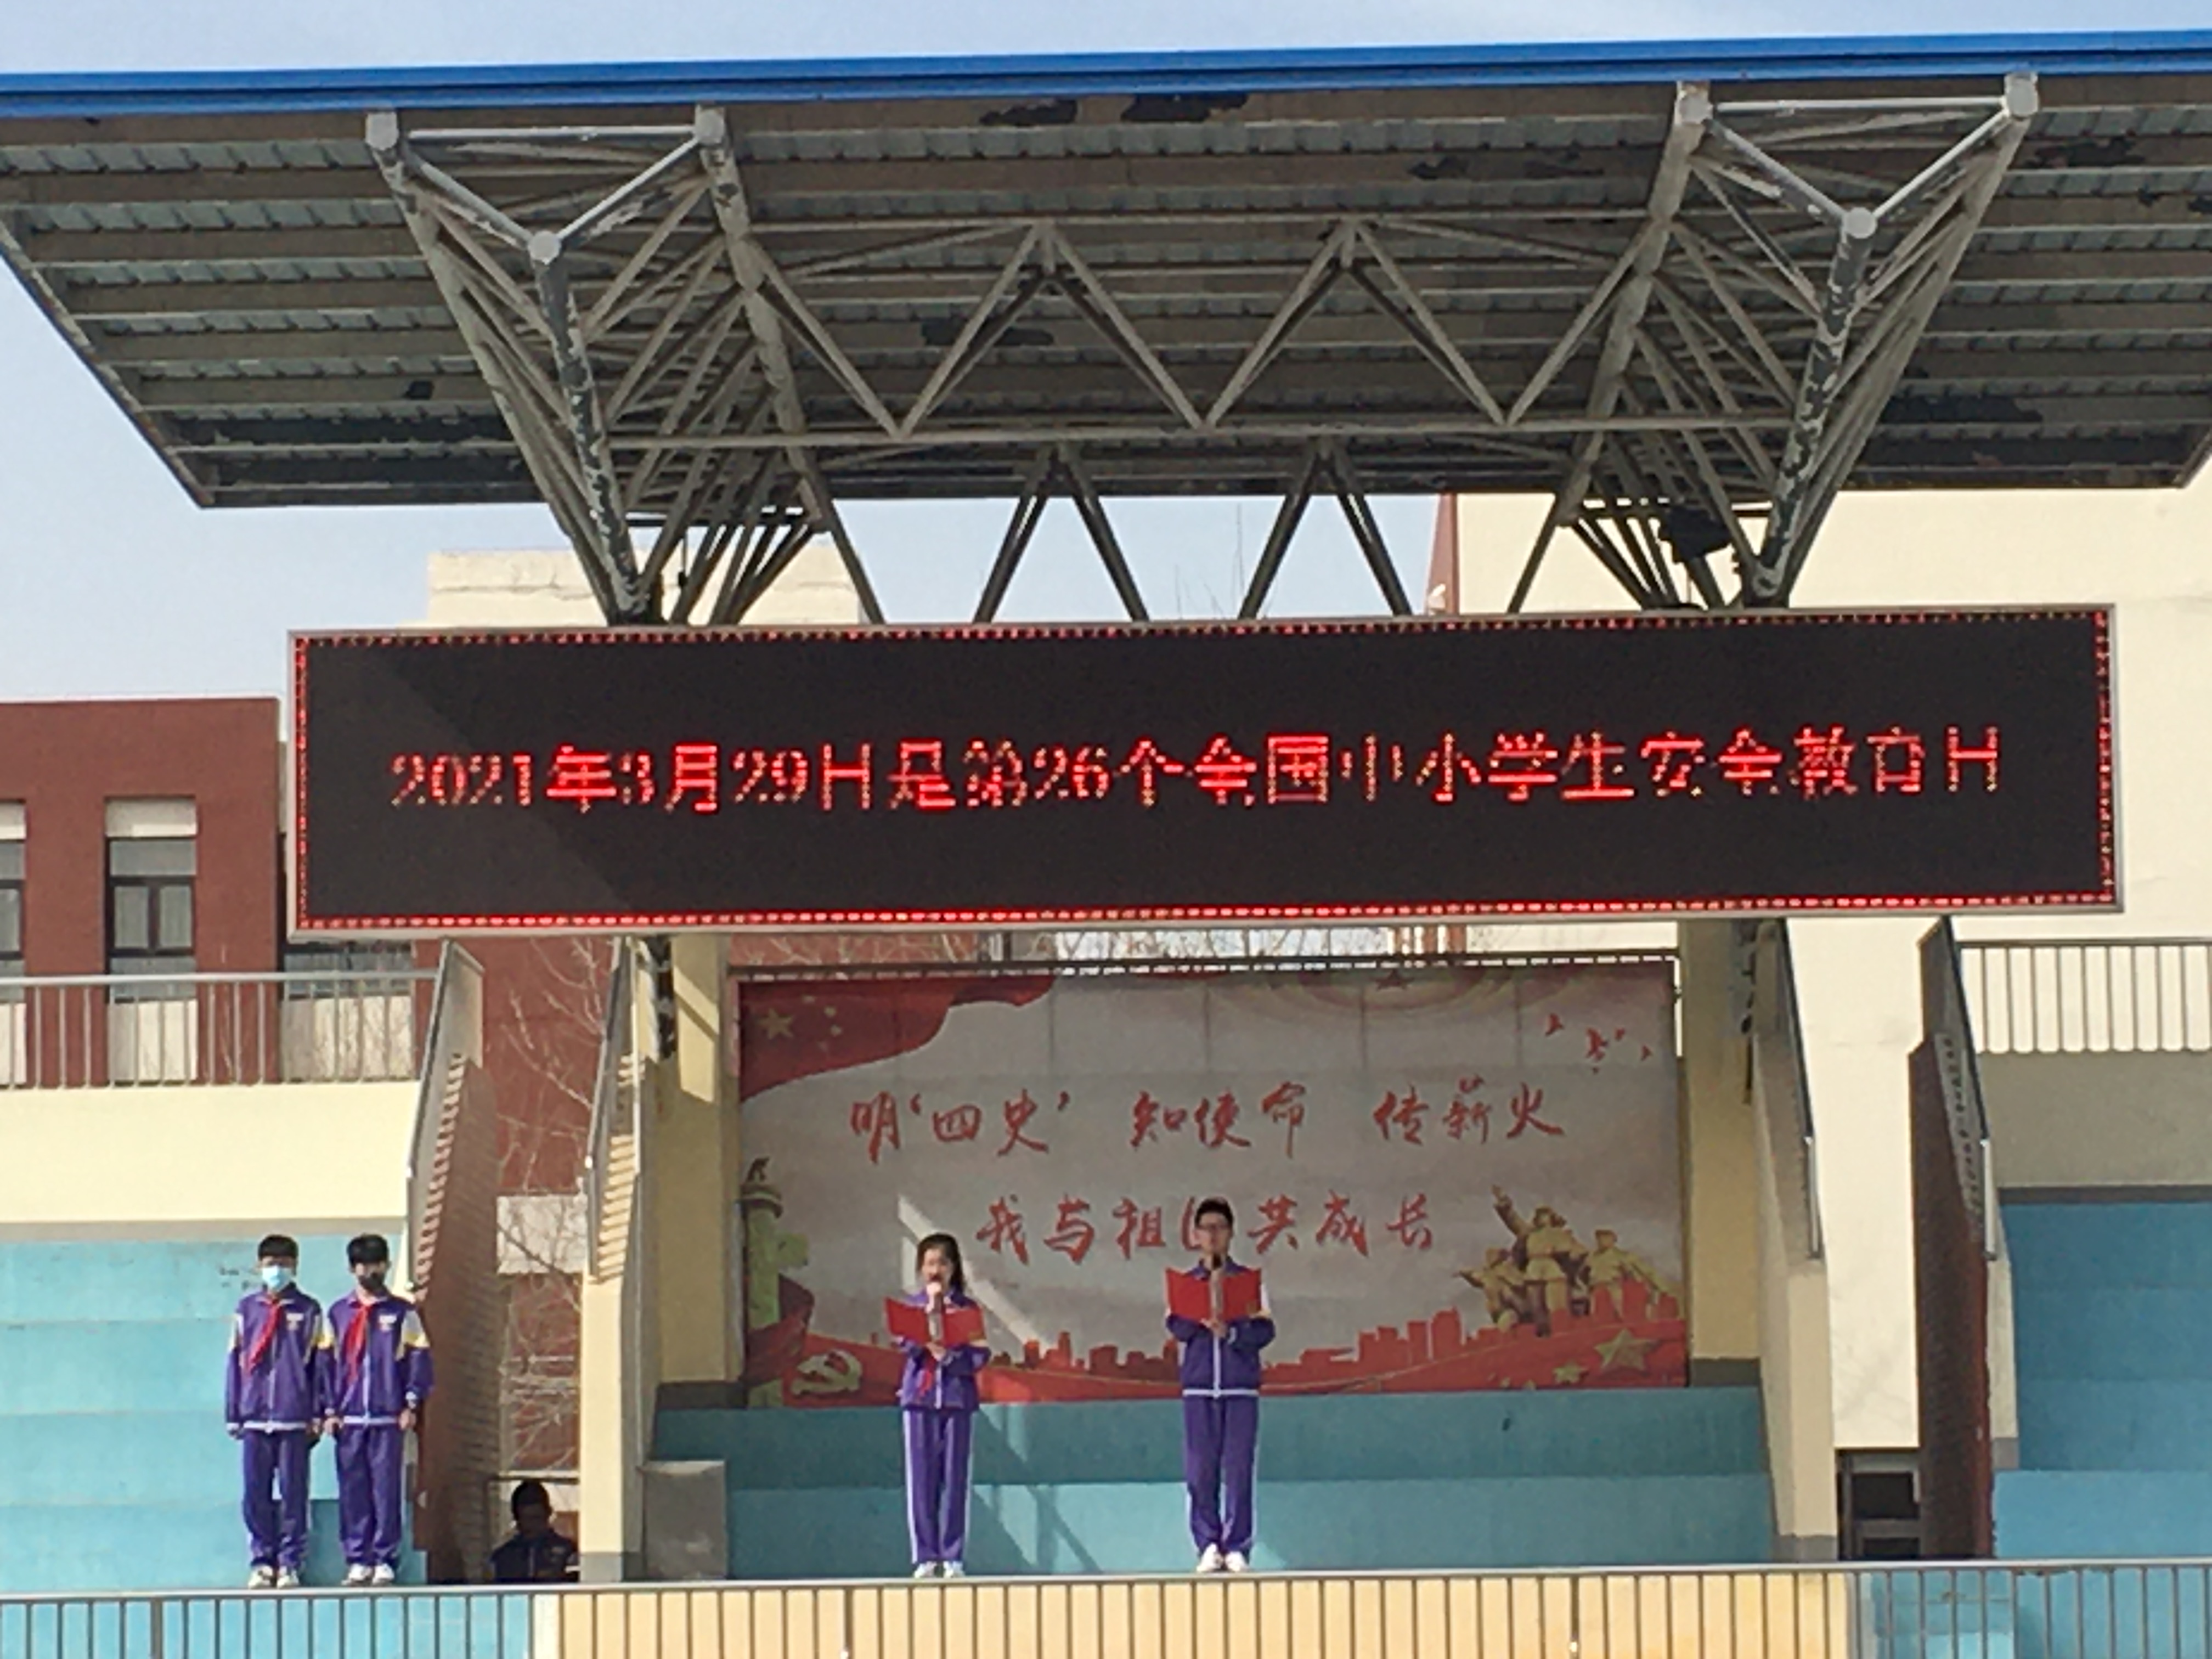 2021年3月29日是第26个全国中小学生安全教育日
明‘四史’ 知使命 传薪火
我与祖国共成长